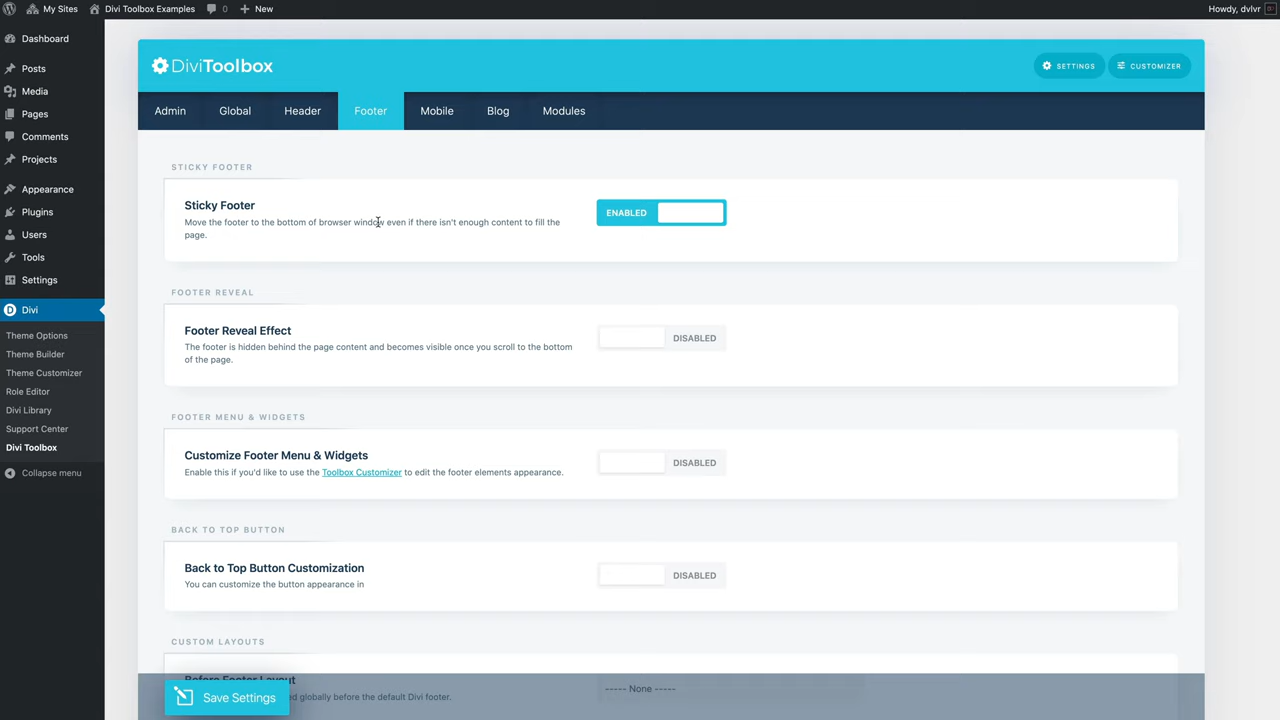 My Sites
Divi Toolbox Examples
0
New
Howdy, dvlvr
Dashboard
Posts
Media
Pages
Comments
Projects
Appearance
Plugins
Users
Tools
Settings
Divi
Theme Options
Theme Builder
Theme Customizer
Role Editor
Divi Library
Support Center
Divi Toolbox
Collapse menu
DiviToolbox
SETTINGS
CUSTOMIZER
Admin
Global
Header
Footer
Mobile
Blog
Modules
STICKY FOOTER
Sticky Footer
Move the footer to the bottom of browser window even if there isn't enough content to fill the
page.
ENABLED
FOOTER REVEAL
Footer Reveal Effect
The footer is hidden behind the page content and becomes visible once you scroll to the bottom
of the page.
DISABLED
FOOTER MENU & WIDGETS
Customize Footer Menu & Widgets
Enable this if you'd like to use the Toolbox Customizer to edit the footer elements appearance.
DISABLED
BACK TO TOP BUTTON
Back to Top Button Customization
You can customize the button appearance in
DISABLED
CUSTOM LAYOUTS
Before Footer Layout
----- None -----
d globally before the default Divi footer.
Save Settings